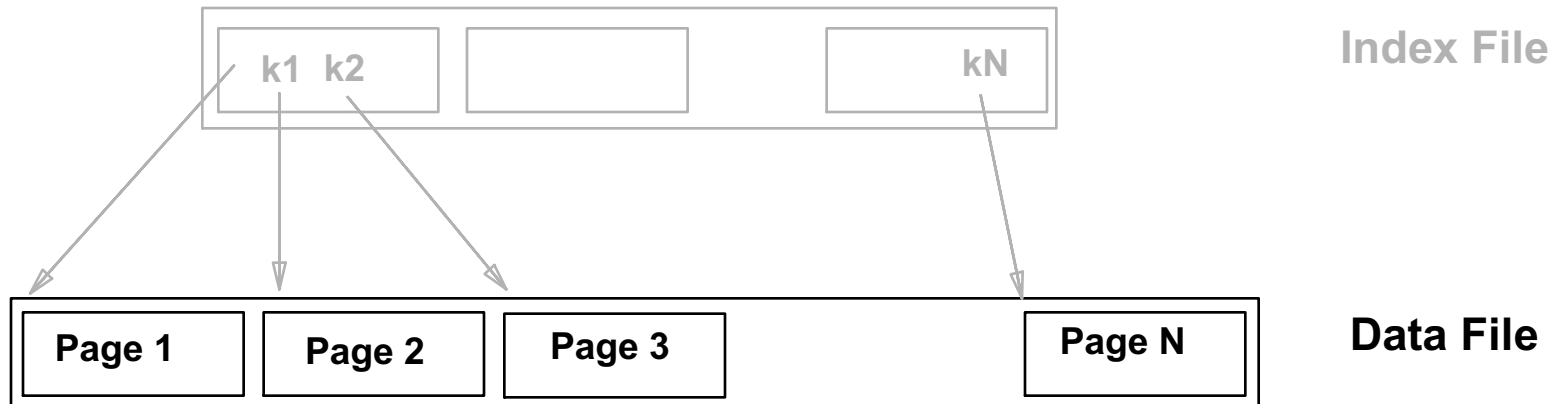 k1 k2 kN Index File
Page 1 Page 2 Page 3 Page N Data File